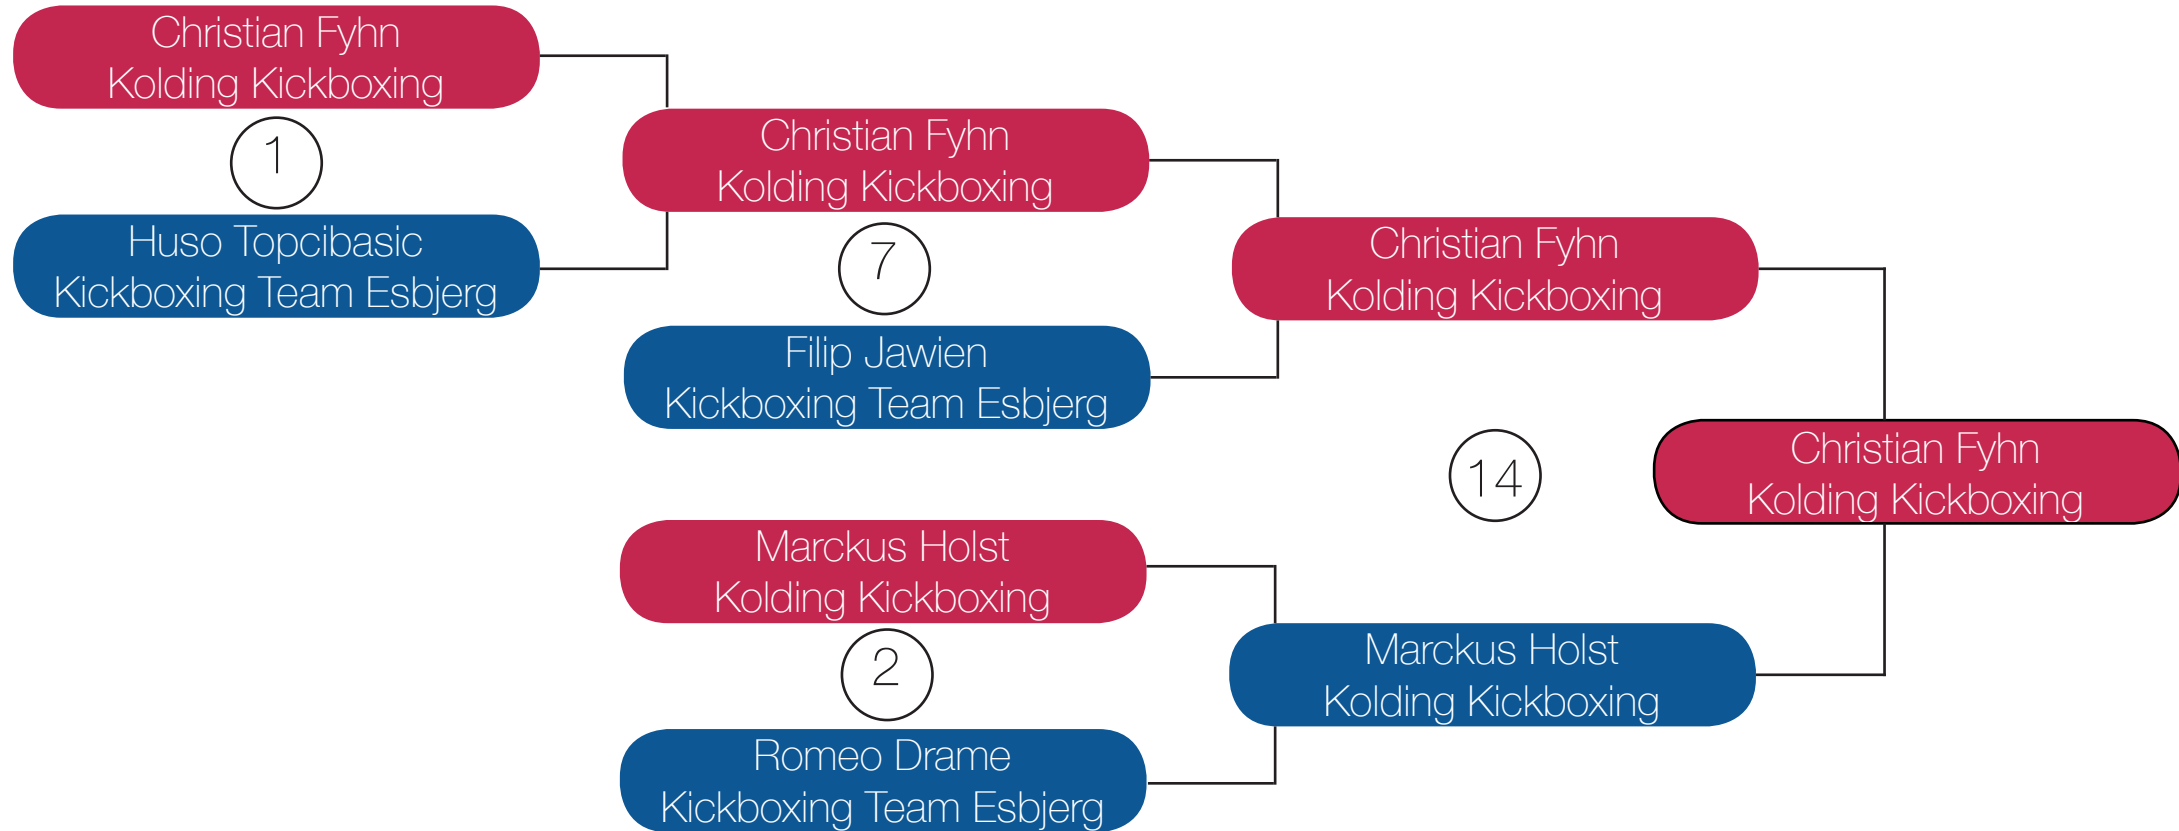 Christian Fyhn
Kolding Kickboxing
1
Huso Topcibasic
Kickboxing Team Esbjerg
Christian Fyhn
Kolding Kickboxing
7
Filip Jawien
Kickboxing Team Esbjerg
Marckus Holst
Kolding Kickboxing
2
Romeo Drame
Kickboxing Team Esbjerg
Christian Fyhn
Kolding Kickboxing
14
Marckus Holst
Kolding Kickboxing
Christian Fyhn
Kolding Kickboxing